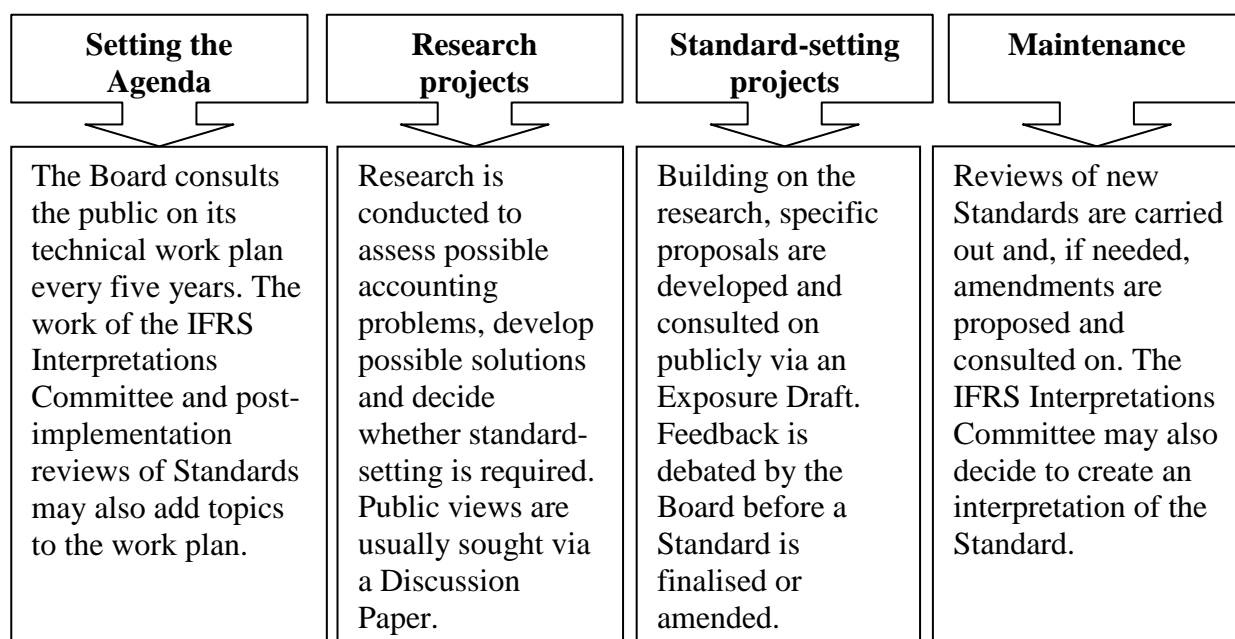 Setting the
Agenda
The Board consults
the public on its
technical work plan
every five years. The
work of the IFRS
Interpretations
Committee and post-
implementation
reviews of Standards
may also add topics
to the work plan.
Research
projects
Research is
conducted to
assess possible
accounting
problems, develop
possible solutions
and decide
whether standard-
setting is required.
Public views are
usually sought via
a Discussion
Paper.
Standard-setting
projects
Building on the
research, specific
proposals are
developed and
consulted on
publicly via an
Exposure Draft.
Feedback is
debated by the
Board before a
Standard is
finalised or
amended.
Maintenance
Reviews of new
Standards are carried
out and, if needed,
amendments are
proposed and
consulted on. The
IFRS Interpretations
Committee may also
decide to create an
interpretation of the
Standard.